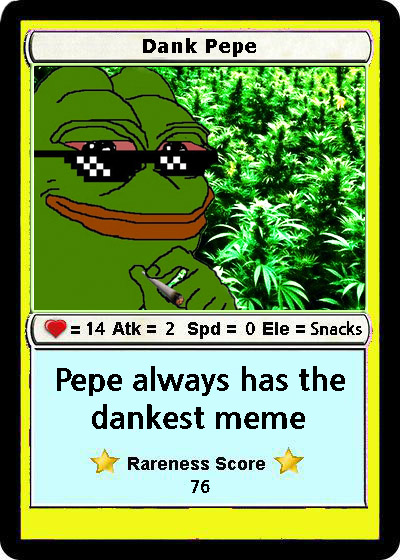 Dank Pepe
= 14 Atk = 2 Spd = 0 Ele = Snacks
Pepe always has the
dankest meme
Rareness Score
76